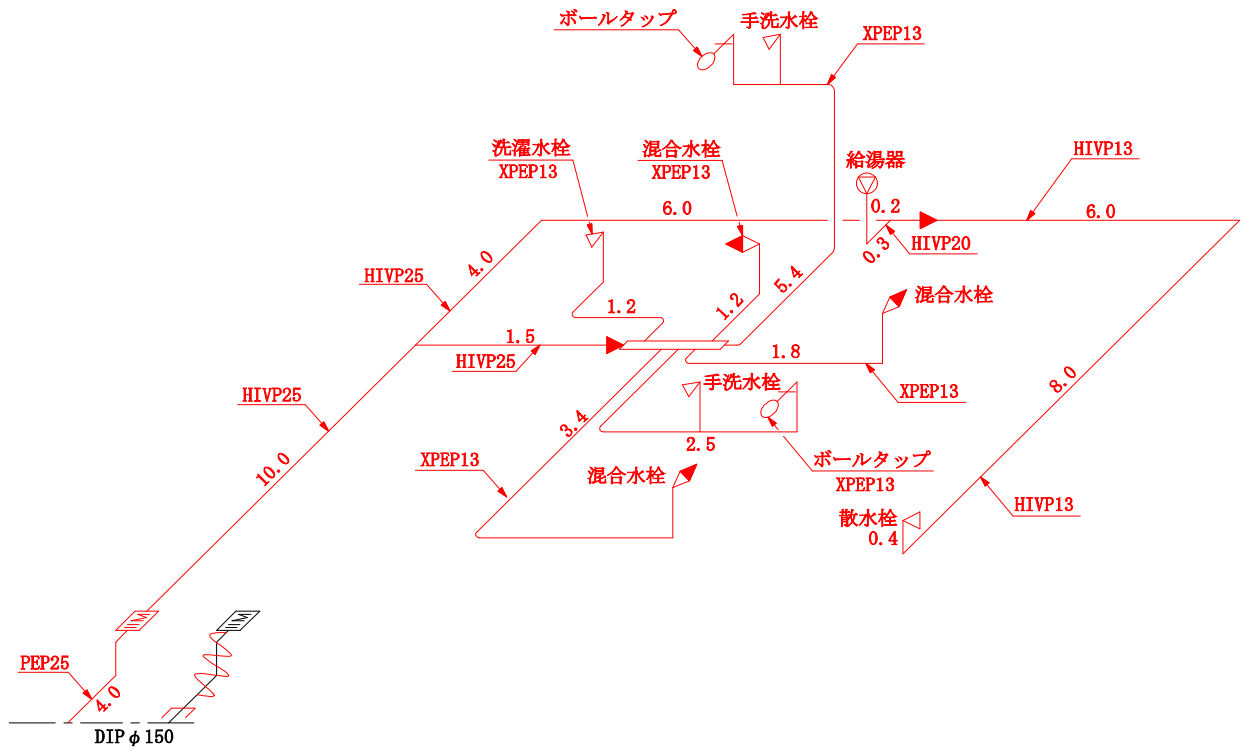 ボールタップ
手洗水栓
XPEP13
洗濯水栓
XPEP13
混合水栓
XPEP13
給湯器
HIVP13
6.0
0.2
6.0
0.3
HIVP20
4.0
HIVP25
5.4
1.2
1.2
混合水栓
1.5
HIVP25
1.8
XPEP13
8.0
HIVP25
手洗水栓
3.4
2.5
10.0
XPEP13
混合水栓
ボールタップ
XPEP13
HIVP13
散水栓
0.4
M
M
PEP25
4.0
DIPφ150